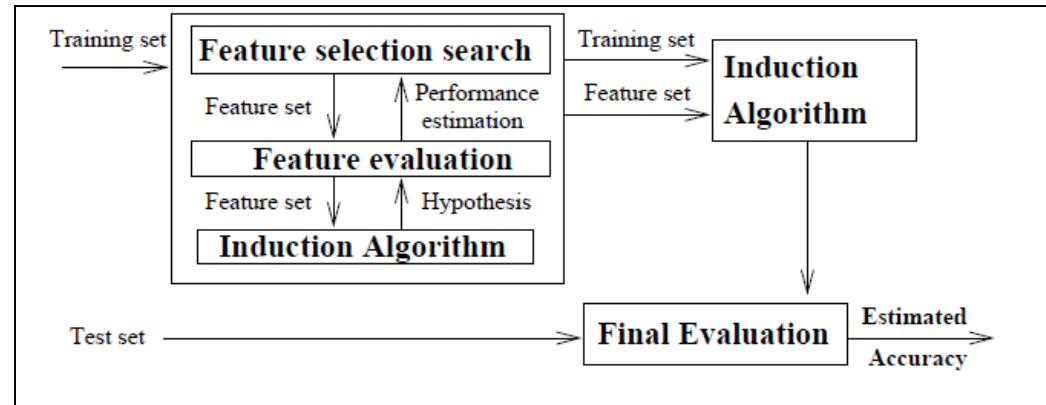 Training set
Feature selection search
Feature set
Performance
estimation
Feature evaluation
Feature set
Hypothesis
Induction Algorithm
Training set
Feature set
Induction
Algorithm
Test set
Final Evaluation
Estimated
Accuracy